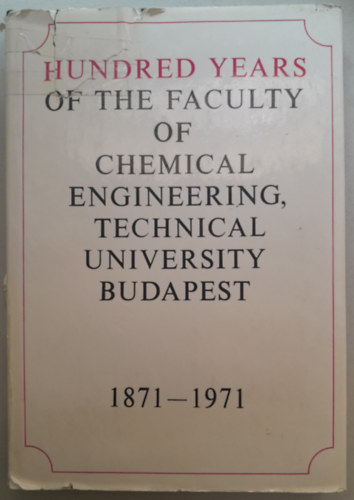 HUNDRED YEARS
OF THE FACULTY
OF
CHEMICAL
ENGINEERING,
TECHNICAL
UNIVERSITY
BUDAPEST
1871—1971